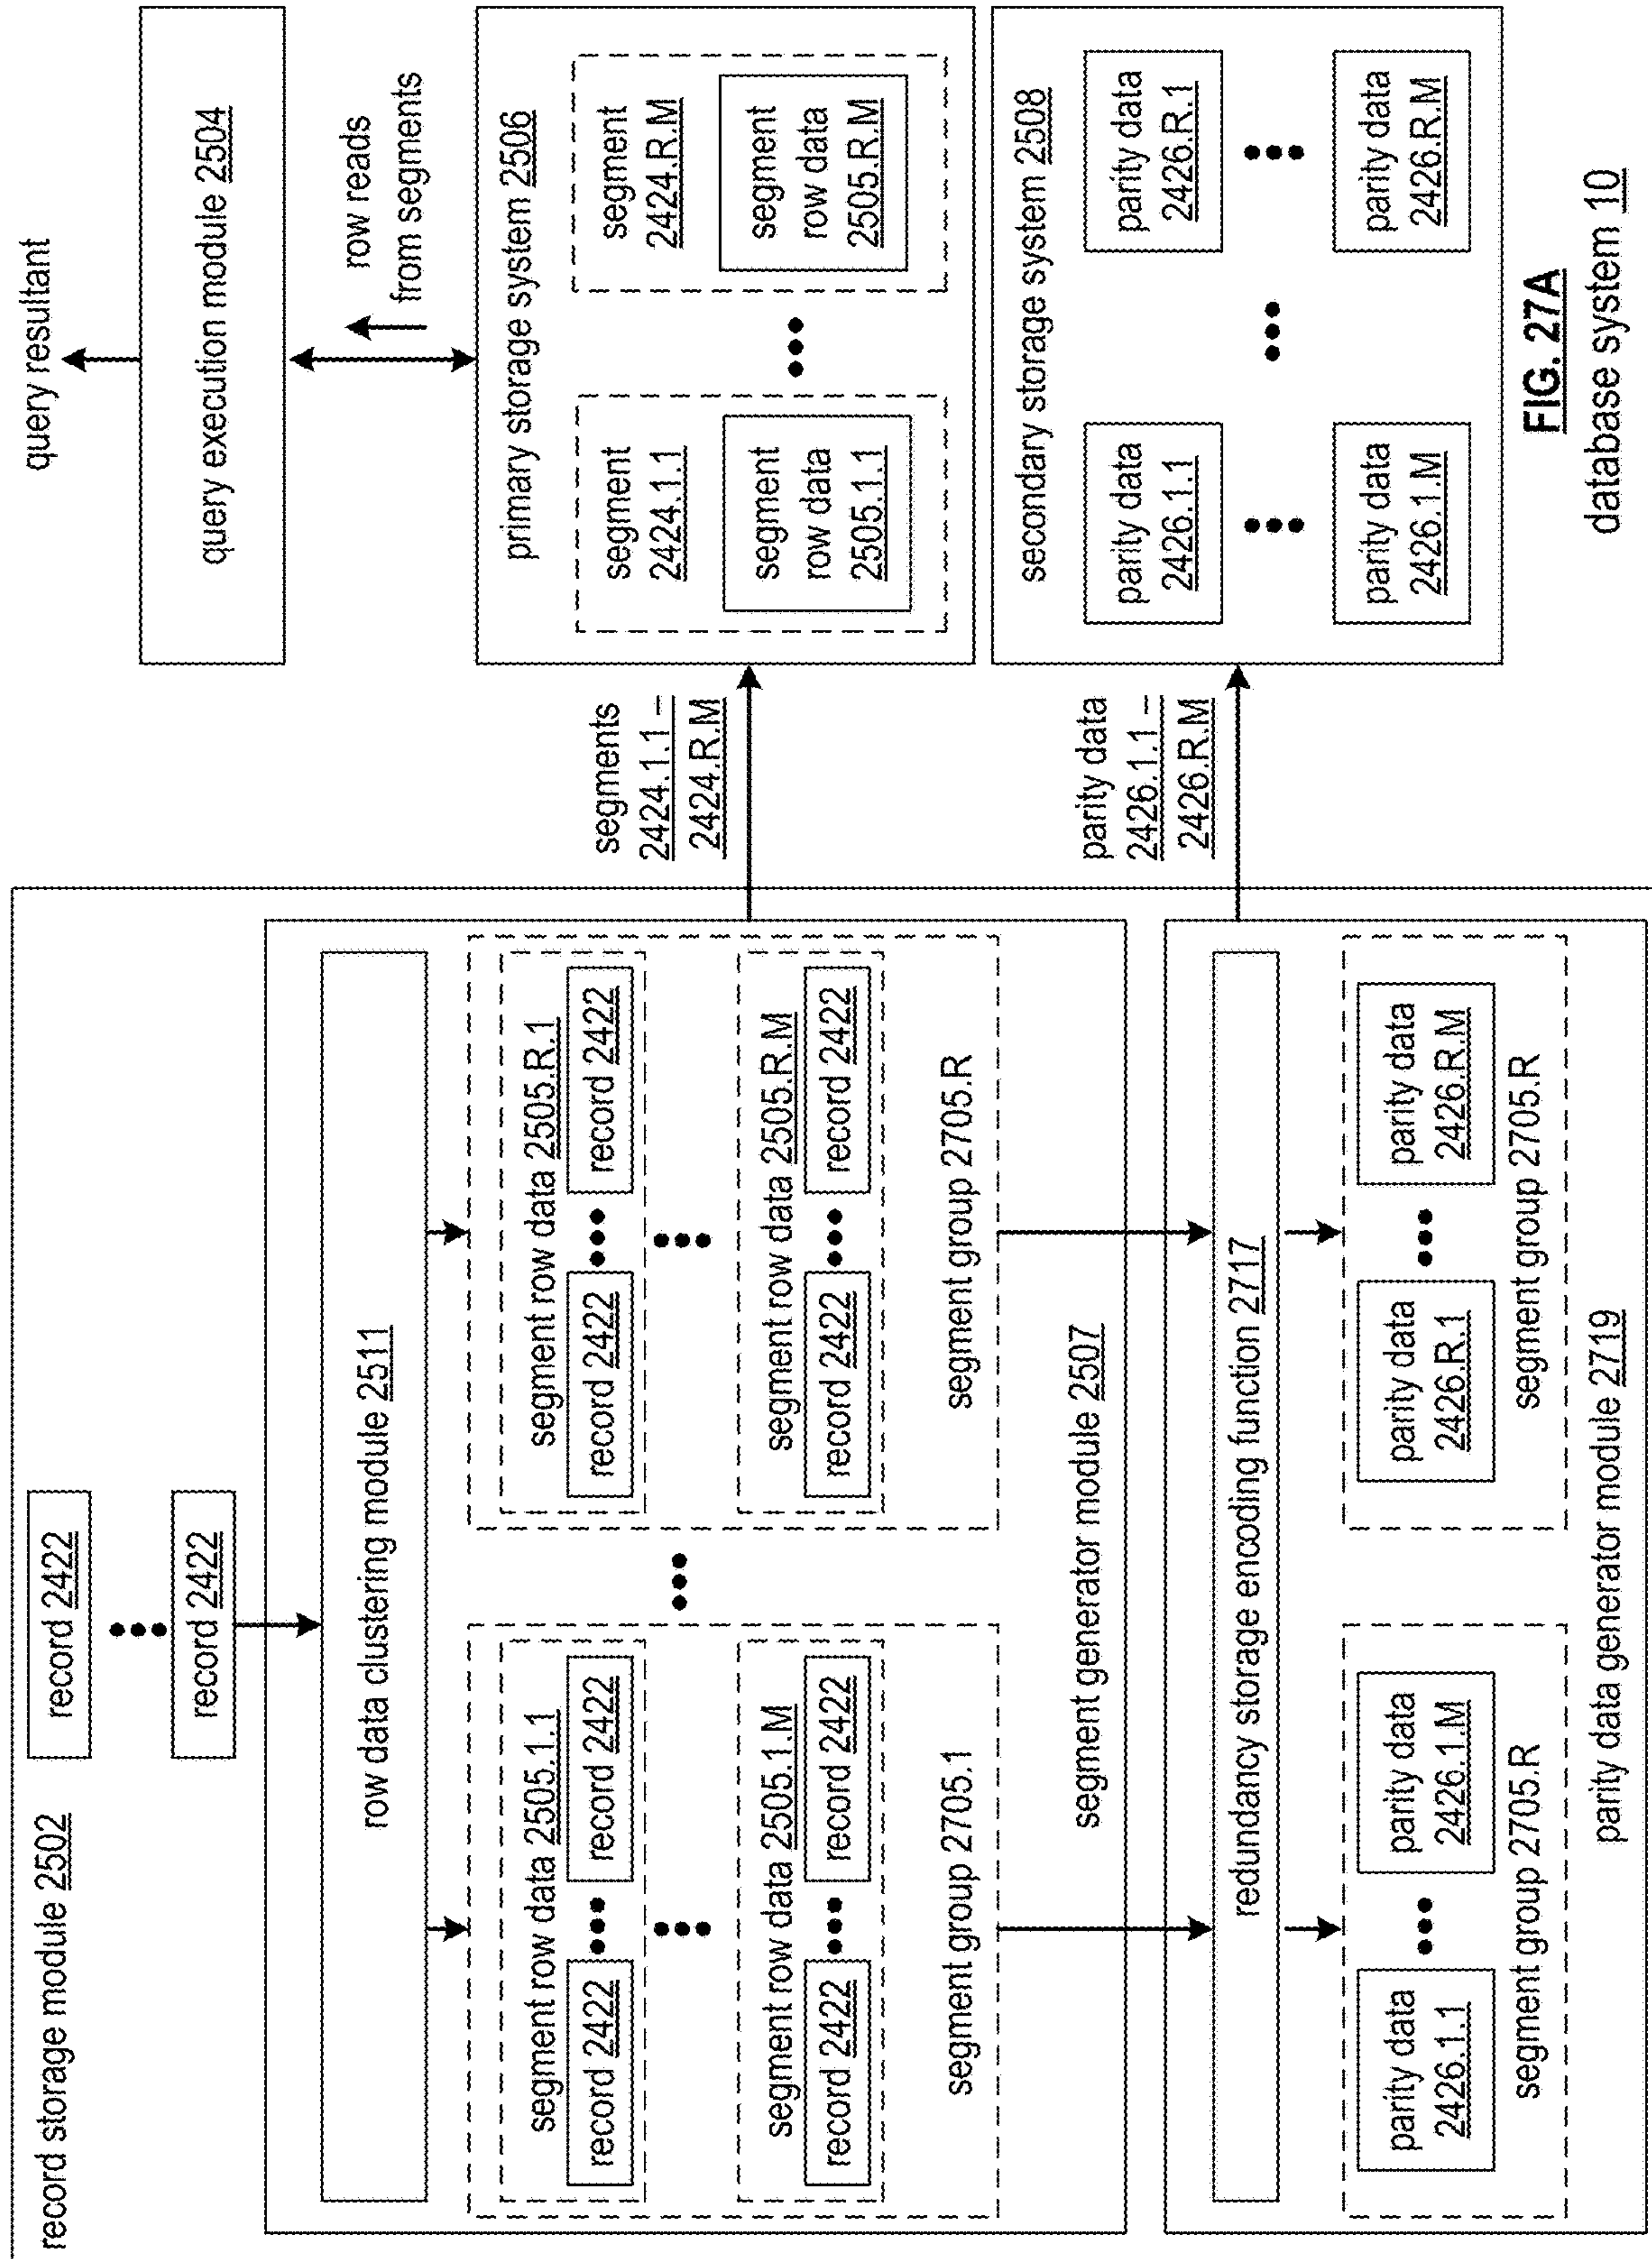 record storage module 2502
record 2422
record 2422
row data clustering module 2511
segment row data 2505.1.1
record 2422
record 2422
segment row data 2505.1.M
record 2422
record 2422
segment group 2705.1
segment row data 2505.R.1
record 2422
record 2422
segment row data 2505.R.M
record 2422
record 2422
segment group 2705.R
segment generator module 2507
redundancy storage encoding function 2717
parity data
2426.1.1
parity data
2426.1.M
segment group 2705.R
parity data
2426.R.1
parity data
2426.R.M
segment group 2705.R
parity data generator module 2719
segments
2424.1.1 –
2424.R.M
parity data
2426.1.1 –
2426.R.M
query resultant
query execution module 2504
row reads
from segments
primary storage system 2506
segment
2424.1.1
segment
row data
2505.1.1
segment
2424.R.M
segment
row data
2505.R.M
secondary storage system 2508
parity data
2426.1.1
parity data
2426.R.1
parity data
2426.1.M
parity data
2426.R.M
FIG. 27A
database system 10